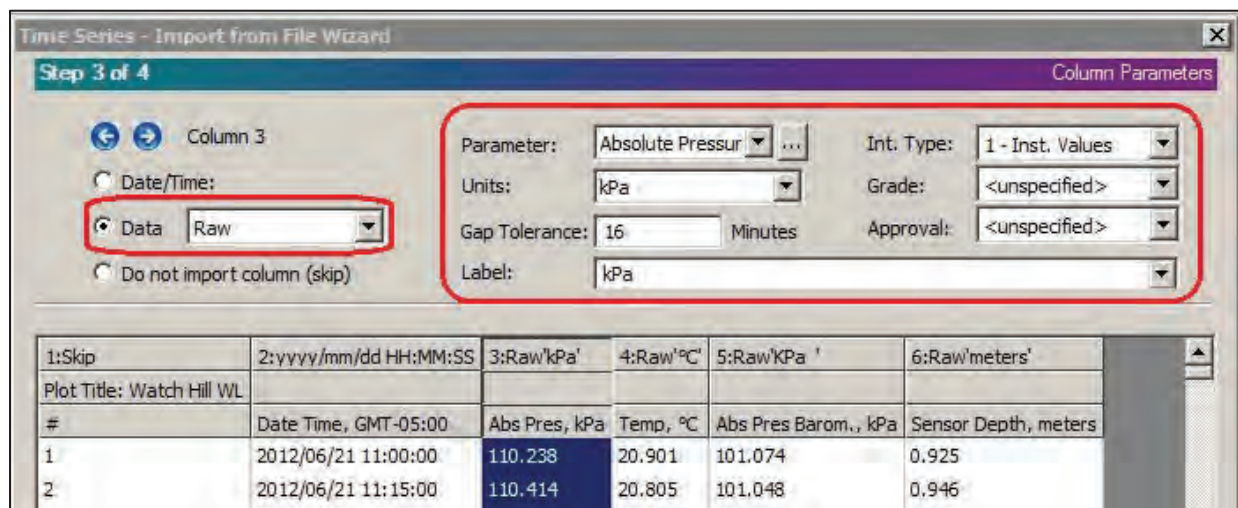 Time Series - Import from File Wizard
Step 3 of 4 Column Parameters
Column 3
Date/Time:
Data Raw
Do not import column (skip)
Parameter: Absolute Pressur ... Int. Type: 1 - Inst. Values
Units: kPa Grade: <unspecified>
Gap Tolerance: 16 Minutes Approval: <unspecified>
Label: kPa
1:Skip 2:yyyy/mm/dd HH:MM:SS 3:Raw'kPa' 4:Raw'°C' 5:Raw'KPa ' 6:Raw'meters'
Plot Title: Watch Hill WL
# Date Time, GMT-05:00 Abs Pres, kPa Temp, °C Abs Pres Barom., kPa Sensor Depth, meters
1 2012/06/21 11:00:00 110.238 20.901 101.074 0.925
2 2012/06/21 11:15:00 110.414 20.805 101.048 0.946